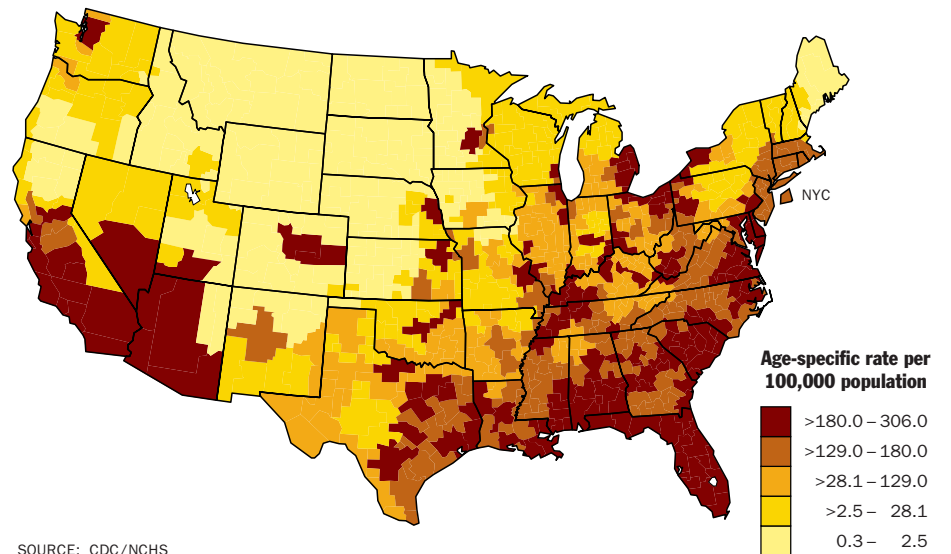 NYC
Age-specific rate per
100,000 population
>180.0 – 306.0
>129.0 – 180.0
>28.1 – 129.0
>2.5 – 28.1
0.3 – 2.5
SOURCE: CDC/NCHS